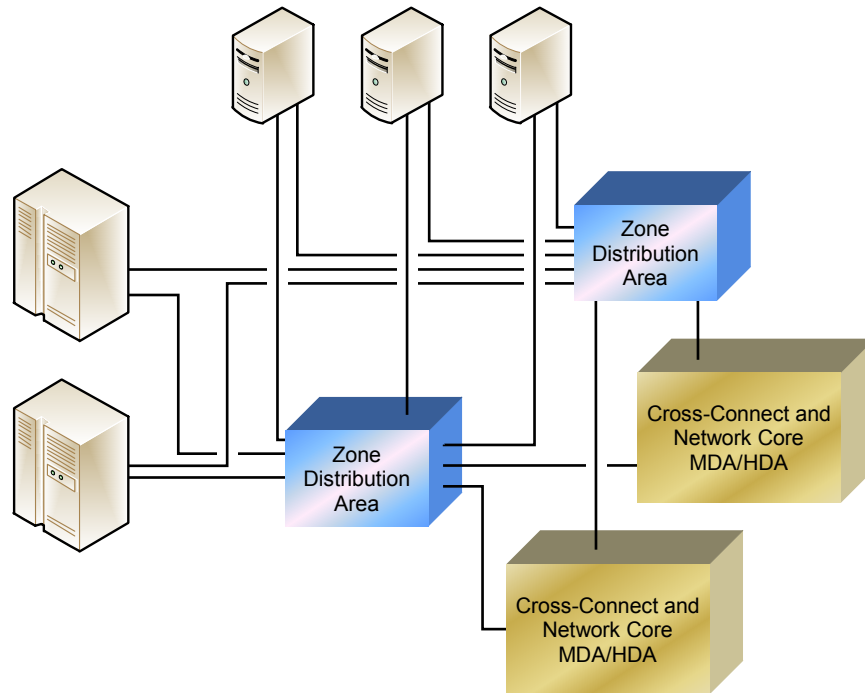 Zone
Distribution
Area
Cross-Connect and
Network Core
MDA/HDA
Zone
Distribution
Area
Cross-Connect and
Network Core
MDA/HDA